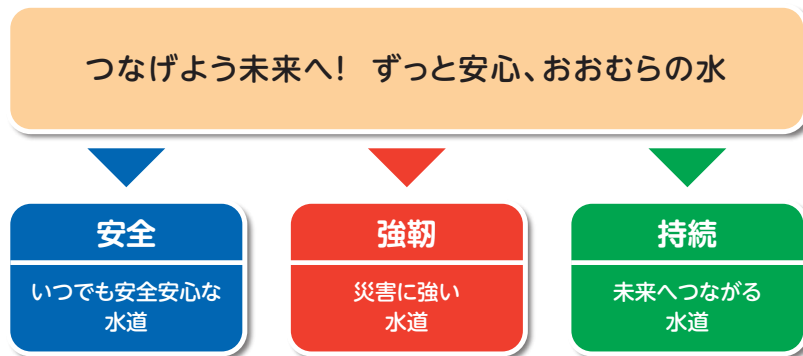 つなげよう未来へ！ ずっと安心、おおむらの水
安全
いつでも安全安心な
水道
強靭
災害に強い
水道
持続
未来へつながる
水道